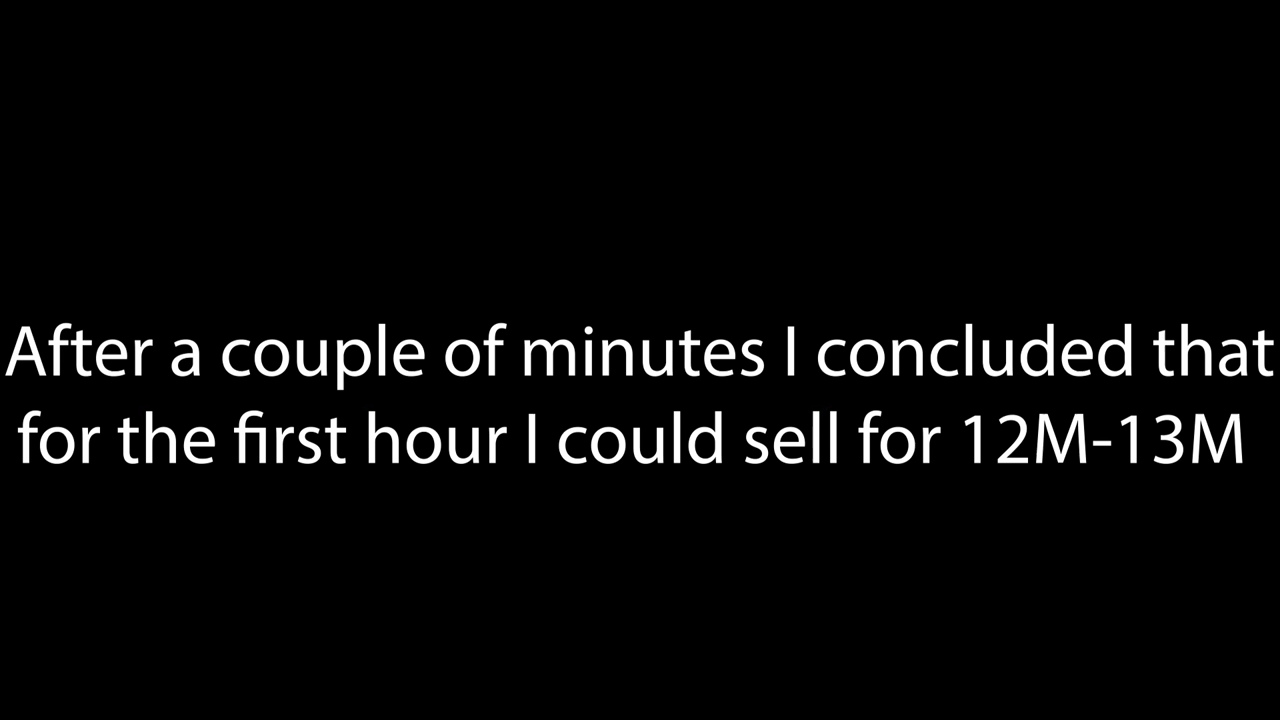 After a couple of minutes I concluded that
for the first hour I could sell for 12M-13M